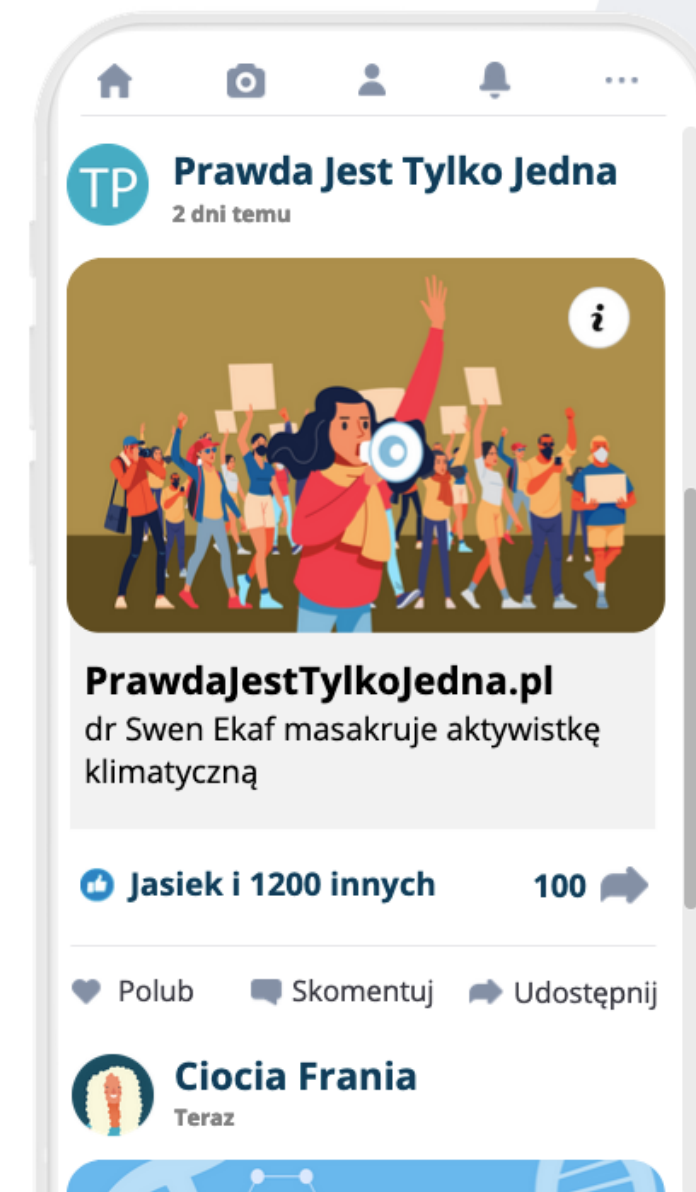 TP
Prawda Jest Tylko Jedna
2 dni temu
i
PrawdaJestTylkoJedna.pl
dr Swen Ekaf masakruje aktywistkę
klimatyczną
Jasiek i 1200 innych 100
Polub Skomentuj Udostępnij
Ciocia Frania
Teraz